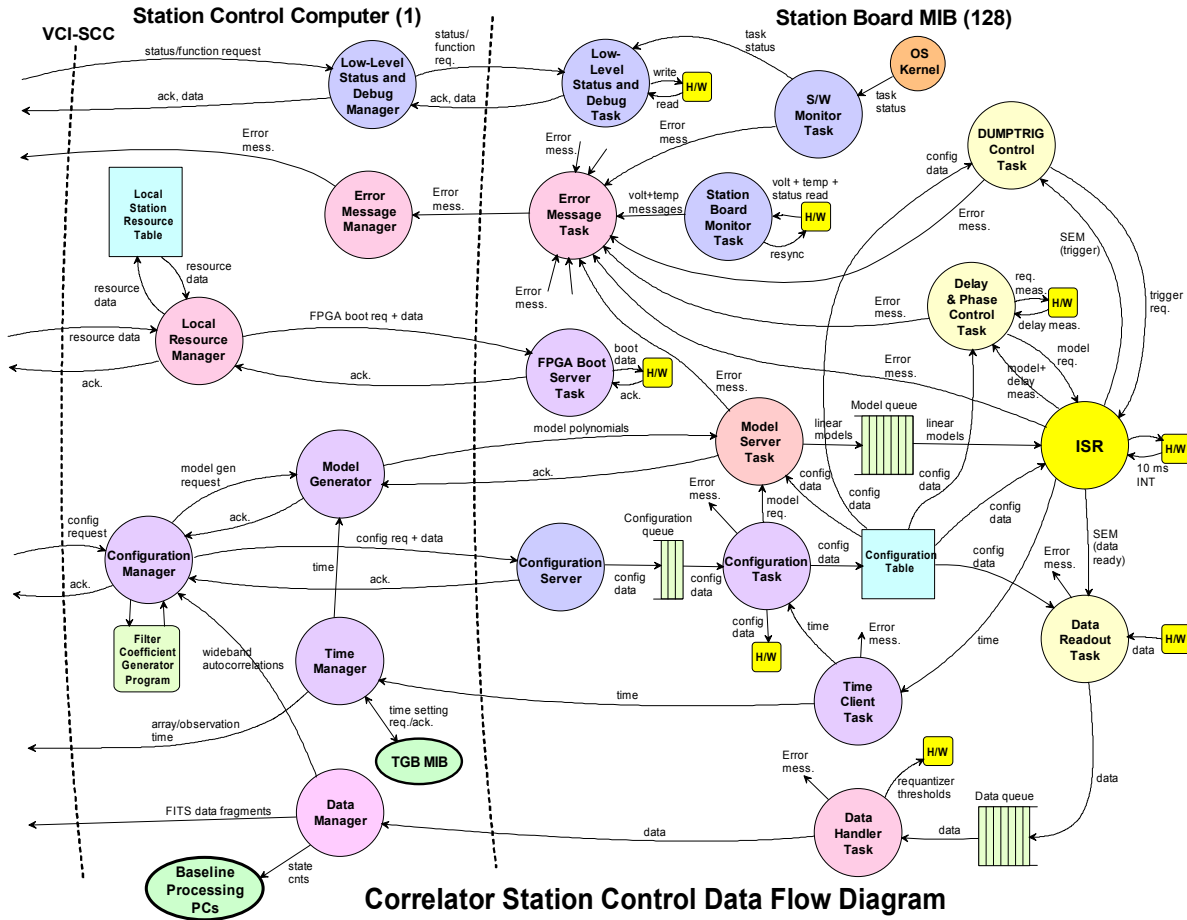 Station Control Computer (1)
Station Board MIB (128)
VCI-SCC
status/function request
ack, data
Low-Level
Status and
Debug
Manager
status/
function
req.
ack, data
Low-
Level
Status and
Debug
Task
write
H/W
read
task
status
OS
Kernel
task
status
S/W
Monitor
Task
Error
mess.
Error
mess.
Error
mess.
Error
Message
Manager
Error
mess.
Error
Message
Task
volt+temp
messages
Station
Board
Monitor
Task
volt + temp +
status read
H/W
resync
config
data
DUMPTRIG
Control
Task
Error
mess.
SEM
(trigger)
trigger
req.
Local
Station
Resource
Table
resource
data
resource
data
resource data
ack.
Local
Resource
Manager
FPGA boot req + data
ack.
Error
mess.
FPGA Boot
Server
Task
boot
data
H/W
ack.
Delay
& Phase
Control
Task
req.
meas.
H/W
delay meas.
Error
mess.
model
req.
model+
delay
meas.
Error
mess.
Error
mess.
model polynomials
ack.
Model
Generator
model gen
request
ack.
Model
Server
Task
linear
models
Model queue
linear
models
ISR
H/W
10 ms
INT
config
data
config
data
config
data
config
data
config
request
ack.
Configuration
Manager
config req + data
time
ack.
Configuration
Server
config
data
Configuration
queue
config
data
Error
mess.
model
req.
Configuration
Task
config
data
Configuration
Table
config
data
SEM
(data
ready)
Error
mess.
config
data
H/W
Filter
Coefficient
Generator
Program
wideband
autocorrelations
Time
Manager
time
Error
mess.
time
Data
Readout
Task
data
H/W
time
Time
Client
Task
array/observation
time
time setting
req./ack.
TGB MIB
FITS data fragments
Data
Manager
data
Error
mess.
H/W
requantizer
thresholds
Data
Handler
Task
data
Data queue
data
state
cnts
Baseline
Processing
PCs
Correlator Station Control Data Flow Diagram